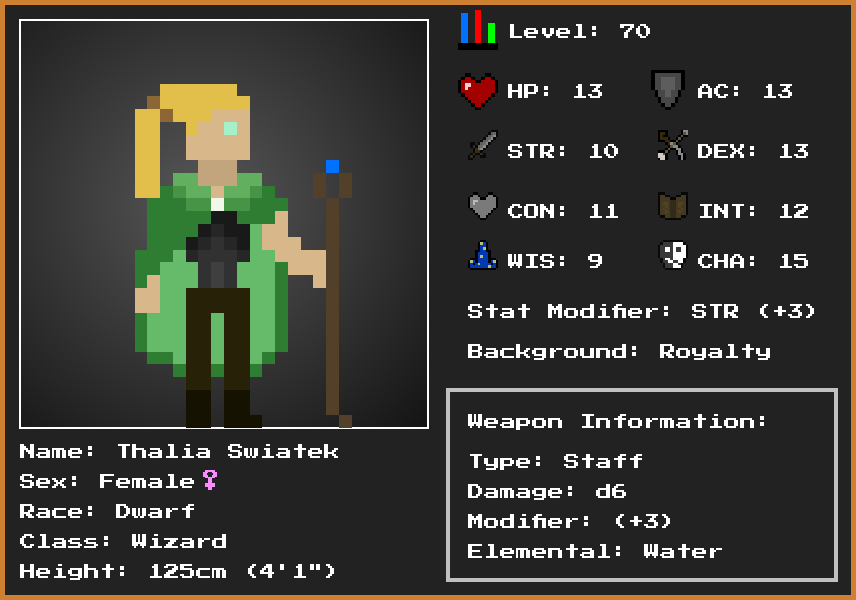 Level: 70
HP: 13
AC: 13
STR: 10
DEX: 13
CON: 11
INT: 12
WIS: 9
CHA: 15
Stat Modifier: STR (+3)
Background: Royalty
Weapon Information:
Type: Staff
Damage: d6
Modifier: (+3)
Elemental: Water
Name: Thalia Swiatek
Sex: Female♀
Race: Dwarf
Class: Wizard
Height: 125cm (4'1")